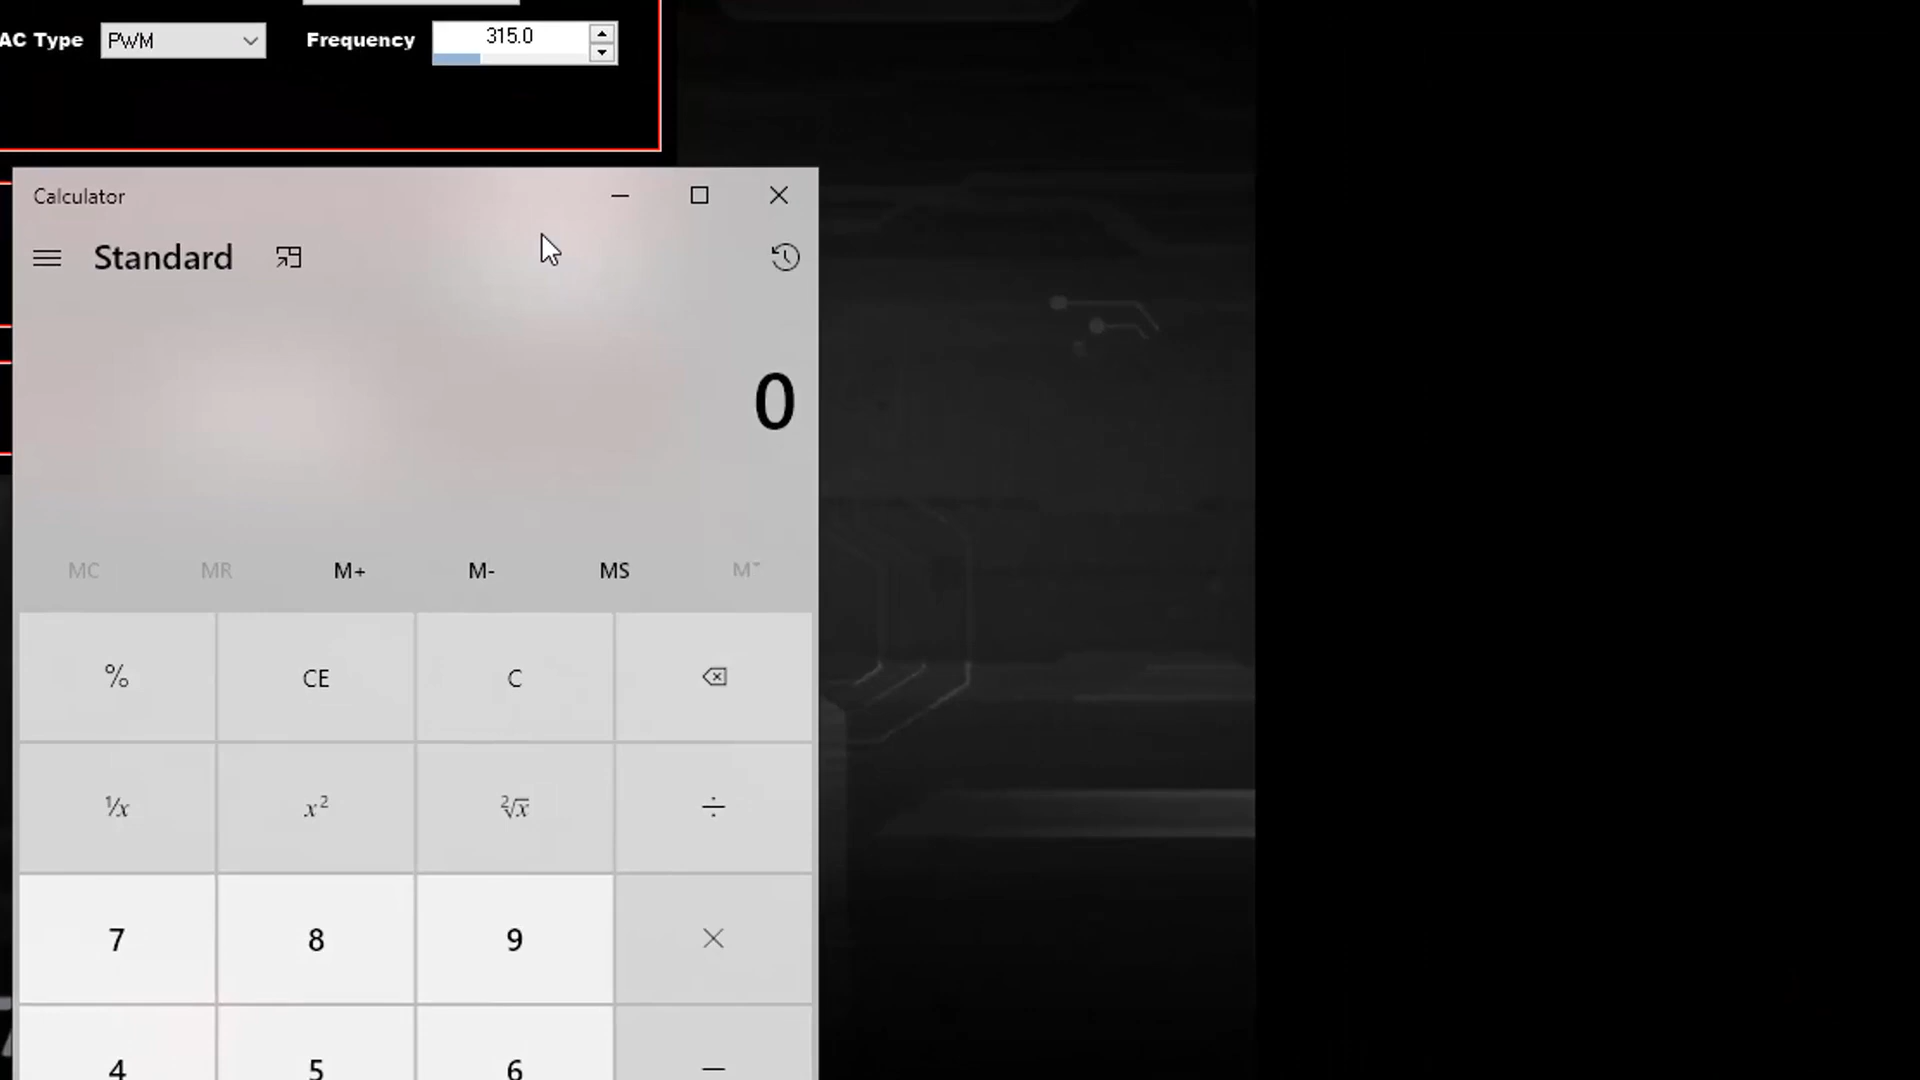 AC Type PWM Frequency 315.0
Calculator
Standard
0
MC MR M+ M- MS M˅
% CE C
¹⁄x x² ²√x ÷
7 8 9 ×
4 5 6 −